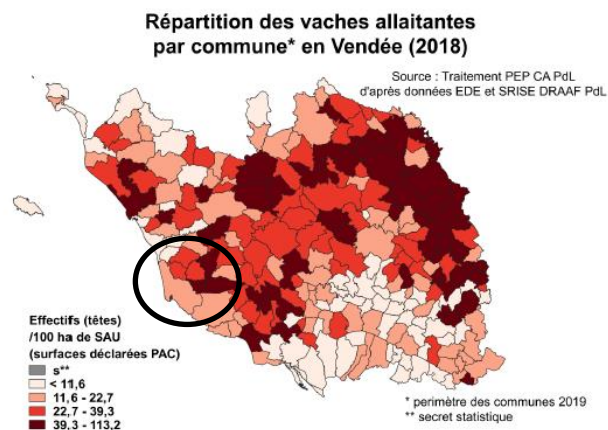 Répartition des vaches allaitantes
par commune* en Vendée (2018)
Source : Traitement PEP CA PdL
d'après données EDE et SRISE DRAAF PdL
Effectifs (têtes)
/100 ha de SAU
(surfaces déclarées PAC)
s**
< 11,6
11,6 - 22,7
22,7 - 39,3
39,3 - 113,2
* perimètre des communes 2019
** secret statistique